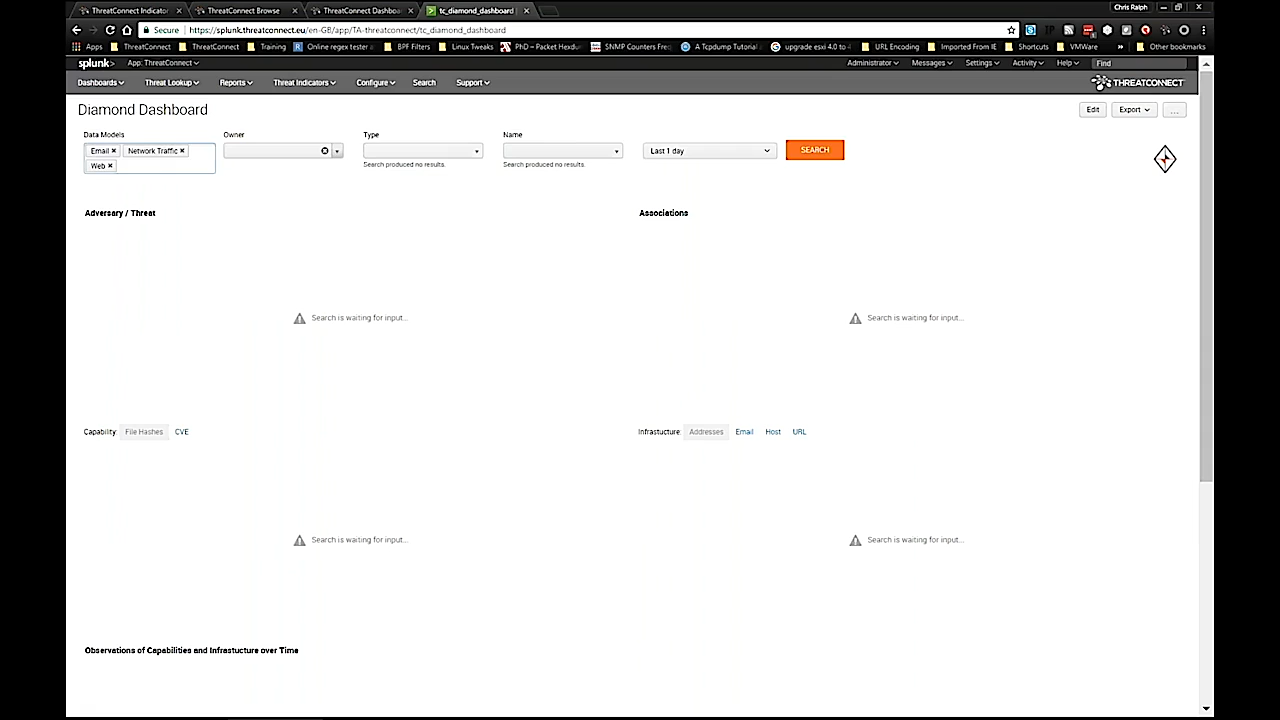 ThreatConnect Indicator
ThreatConnect Browse
ThreatConnect Dashboa
tc_diamond_dashboard
Chris Ralph
Secure
https://splunk.threatconnect.eu/en-GB/app/TA-threatconnect/tc_diamond_dashboard
Apps
ThreatConnect
ThreatConnect
Training
Online regex tester a
BPF Filters
Linux Tweaks
PhD – Packet Hexdum
SNMP Counters Freq
A Tcpdump Tutorial
upgrade esxi 4.0 to 4
URL Encoding
Imported From IE
Shortcuts
VMWare
»
Other bookmarks
splunk>
App: ThreatConnect
Administrator
Messages
Settings
Activity
Help
Find
Dashboards
Threat Lookup
Reports
Threat Indicators
Configure
Search
Support
THREATCONNECT
Diamond Dashboard
Edit
Export
...
Data Models
Owner
Type
Name
Email
Network Traffic
Web
Last 1 day
SEARCH
Search produced no results.
Search produced no results.
Adversary / Threat
Associations
Search is waiting for input...
Search is waiting for input...
Capability: File Hashes CVE
Infrastucture: Addresses Email Host URL
Search is waiting for input...
Search is waiting for input...
Observations of Capabilities and Infrastucture over Time